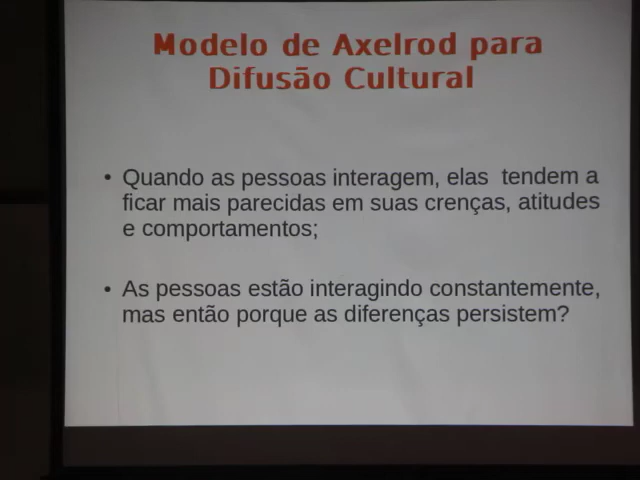 Modelo de Axelrod para
Difusão Cultural
• Quando as pessoas interagem, elas tendem a
ficar mais parecidas em suas crenças, atitudes
e comportamentos;
• As pessoas estão interagindo constantemente,
mas então porque as diferenças persistem?